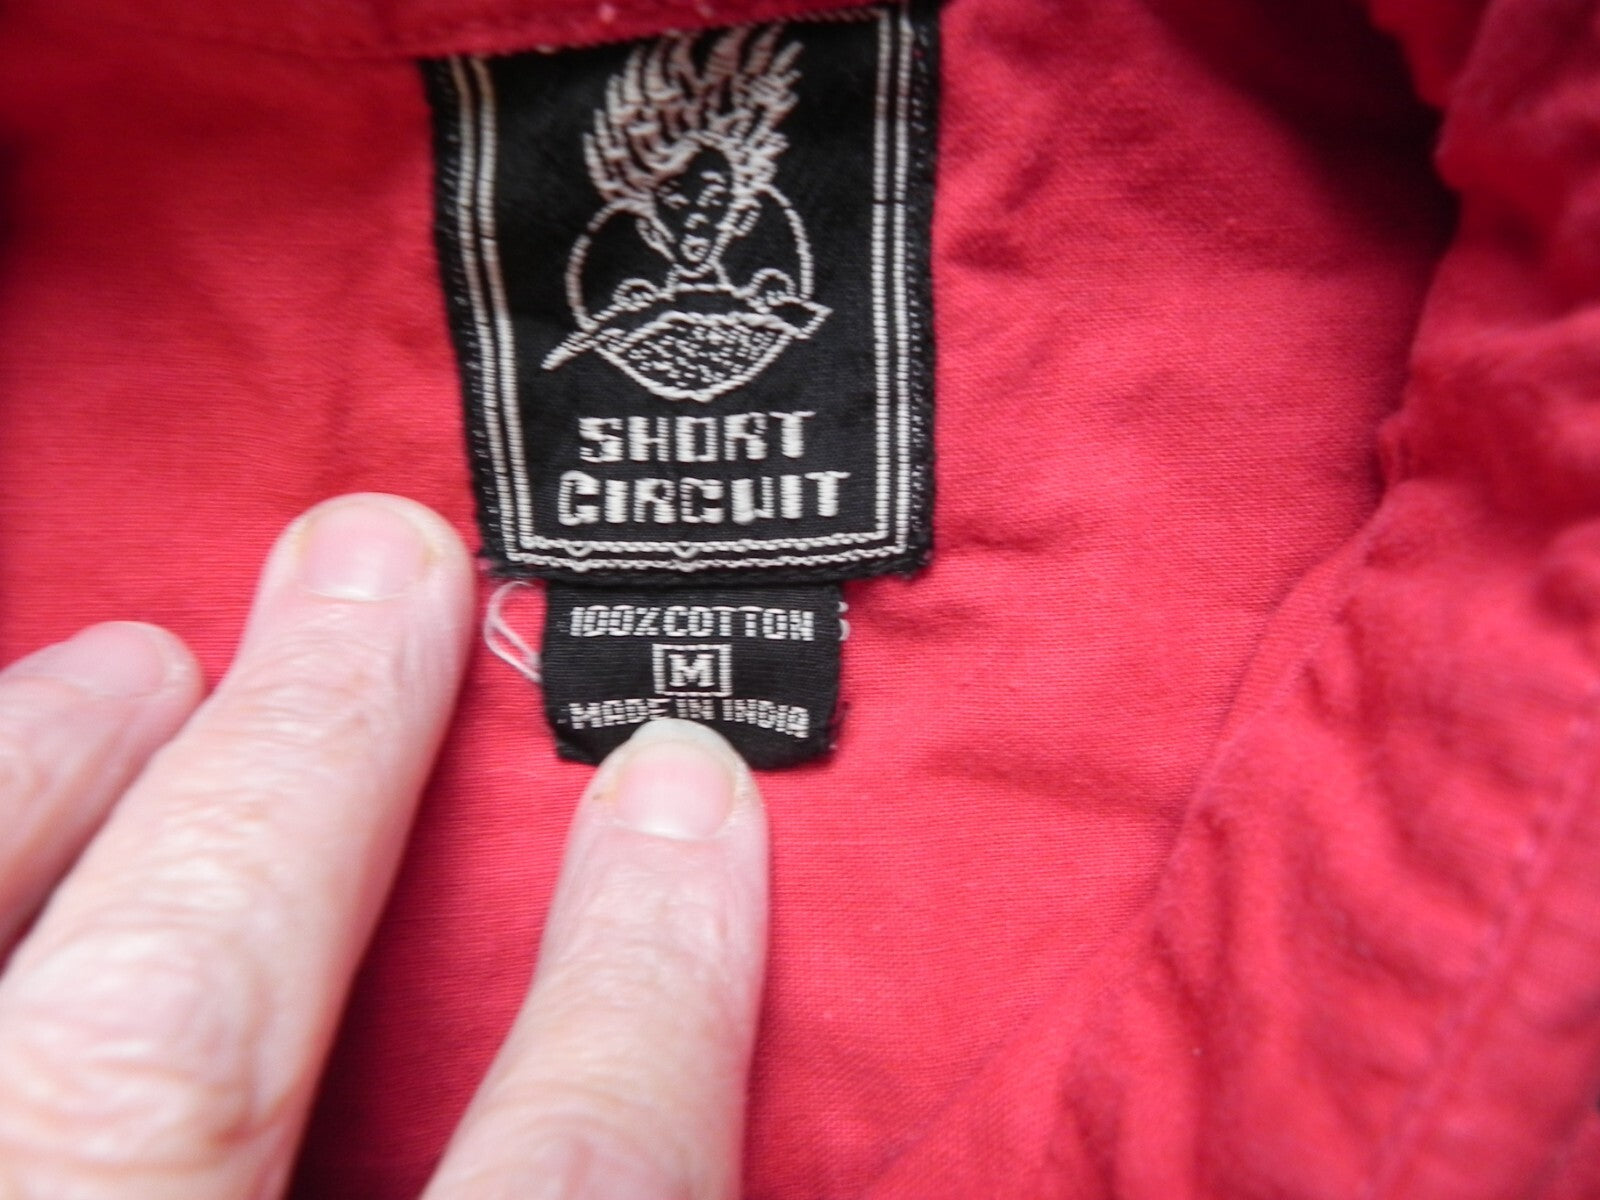 SHORT
CIRCUIT
100% COTTON
M
MADE IN INDIA